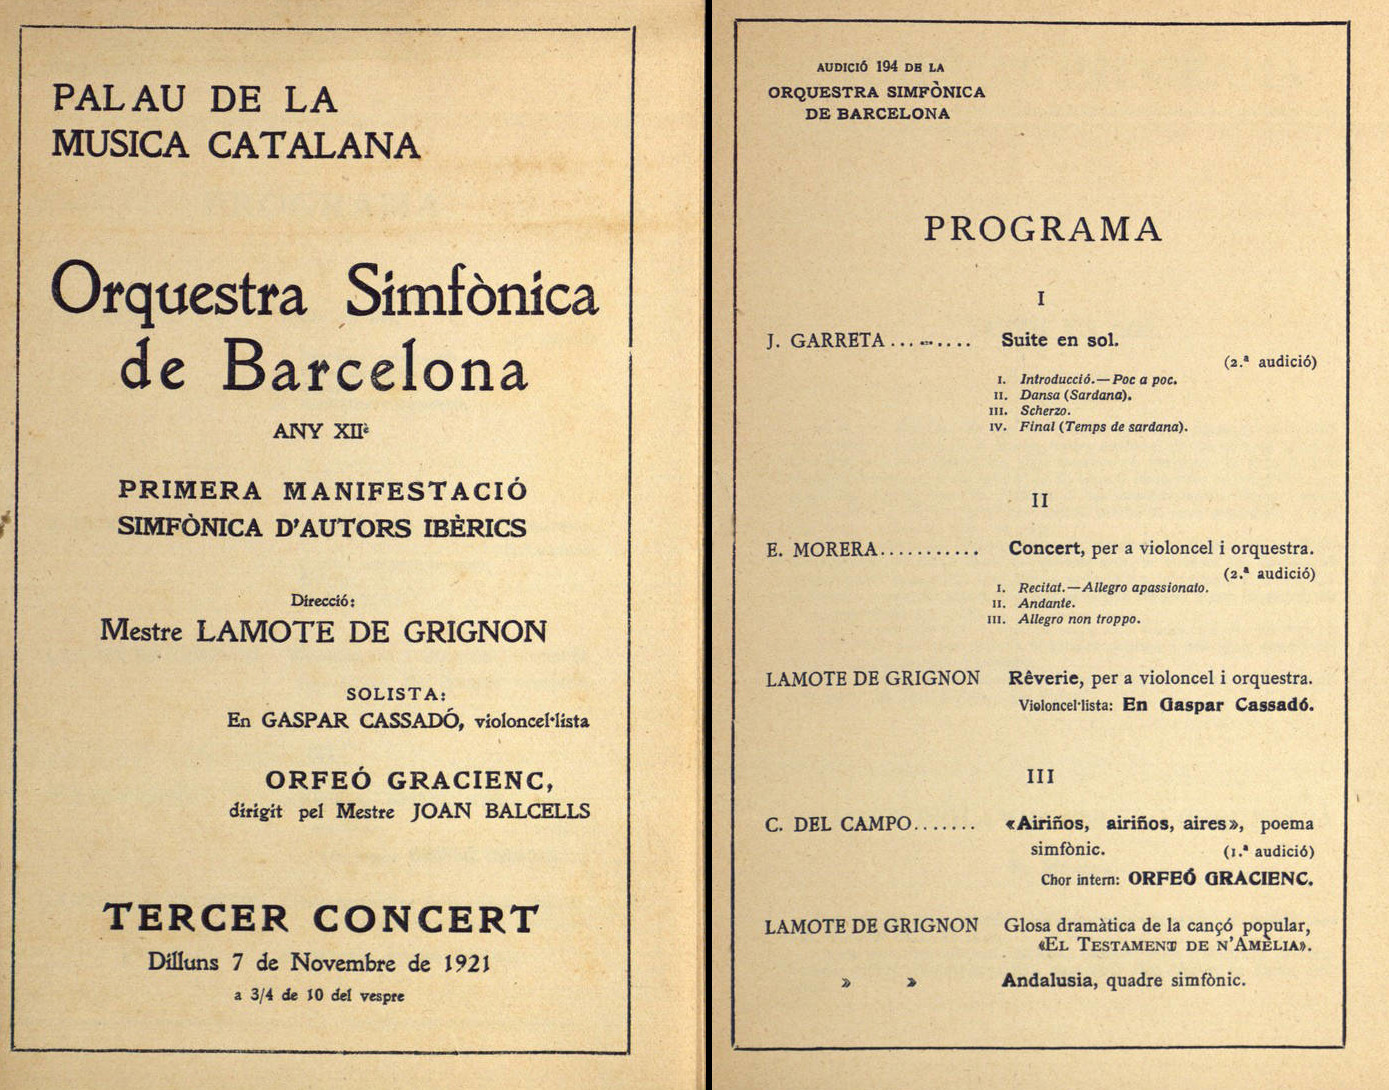 PALAU DE LA
MUSICA CATALANA
Orquestra Simfònica
de Barcelona
ANY XIIè
PRIMERA MANIFESTACIÓ
SIMFÒNICA D'AUTORS IBÈRICS
Direcció:
Mestre LAMOTE DE GRIGNON
SOLISTA:
En GASPAR CASSADÓ, violoncel·lista
ORFEÓ GRACIENC,
dirigit pel Mestre JOAN BALCELLS
TERCER CONCERT
Dilluns 7 de Novembre de 1921
a 3/4 de 10 del vespre
AUDICIÓ 194 DE LA
ORQUESTRA SIMFÒNICA
DE BARCELONA
PROGRAMA
I
J. GARRETA.......... Suite en sol.
(2.ª audició)
I. Introducció.—Poc a poc.
II. Dansa (Sardana).
III. Scherzo.
IV. Final (Temps de sardana).
II
E. MORERA........... Concert, per a violoncel i orquestra.
(2.ª audició)
I. Recitat.—Allegro apassionato.
II. Andante.
III. Allegro non troppo.
LAMOTE DE GRIGNON Rêverie, per a violoncel i orquestra.
Violoncel·lista: En Gaspar Cassadó.
III
C. DEL CAMPO....... «Airiños, airiños, aires», poema
simfònic. (1.ª audició)
Chor intern: ORFEÓ GRACIENC.
LAMOTE DE GRIGNON Glosa dramàtica de la cançó popular,
«EL TESTAMENT DE N'AMÈLIA».
» » Andalusia, quadre simfònic.